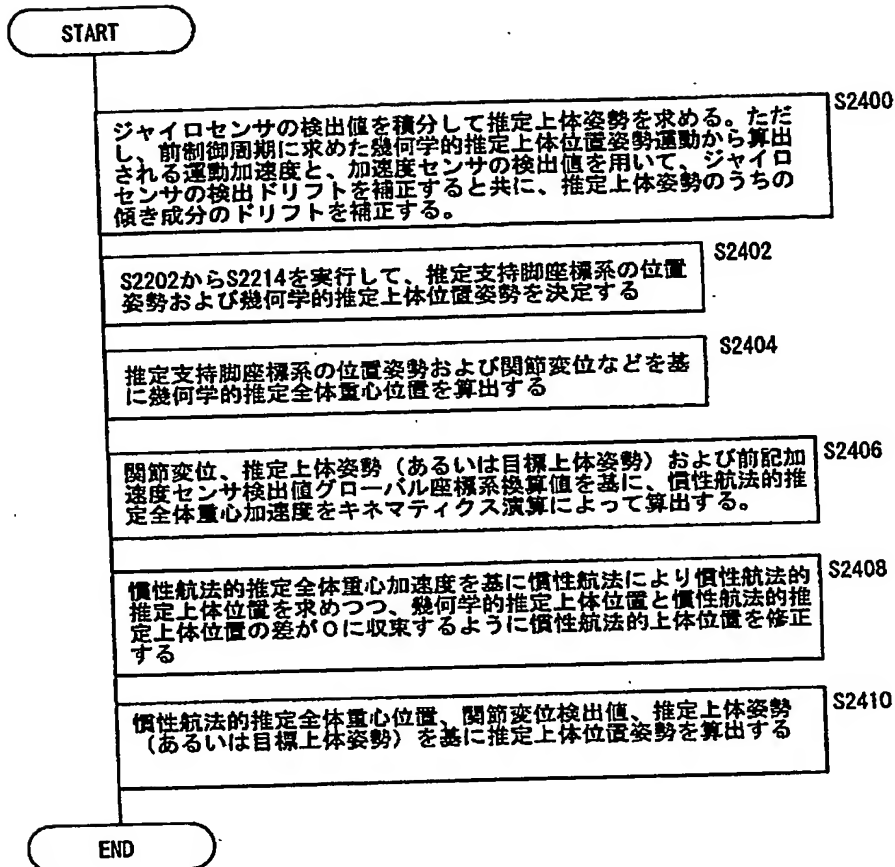 START
S2400
ジャイロセンサの検出値を積分して推定上体姿勢を求める。ただ
し、前制御周期に求めた幾何学的推定上体位置姿勢運動から算出
される運動加速度と、加速度センサの検出値を用いて、ジャイロ
センサの検出ドリフトを補正すると共に、推定上体姿勢のうちの
傾き成分のドリフトを補正する。
S2402
S2202からS2214を実行して、推定支持脚座標系の位置
姿勢および幾何学的推定上体位置姿勢を決定する
S2404
推定支持脚座標系の位置姿勢および関節変位などを基
に幾何学的推定全体重心位置を算出する
S2406
関節変位、推定上体姿勢（あるいは目標上体姿勢）および前記加
速度センサ検出値グローバル座標系換算値を基に、慣性航法的推
定全体重心加速度をキネマティクス演算によって算出する。
S2408
慣性航法的推定全体重心加速度を基に慣性航法により慣性航法的
推定上体位置を求めつつ、幾何学的推定上体位置と慣性航法的推
定上体位置の差が０に収束するように慣性航法的上体位置を修正
する
S2410
慣性航法的推定全体重心位置、関節変位検出値、推定上体姿勢
（あるいは目標上体姿勢）を基に推定上体位置姿勢を算出する
END